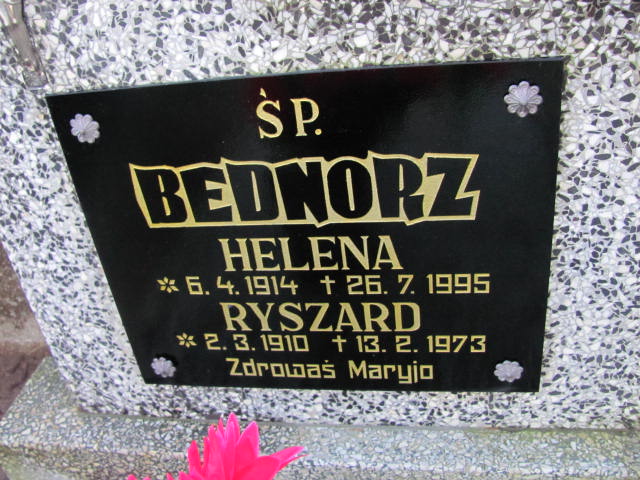 ŚP.
BEDNORZ
HELENA
* 6. 4. 1914 † 26. 7. 1995
RYSZARD
* 2. 3. 1910 † 13. 2. 1973
Zdrowaś Maryjo